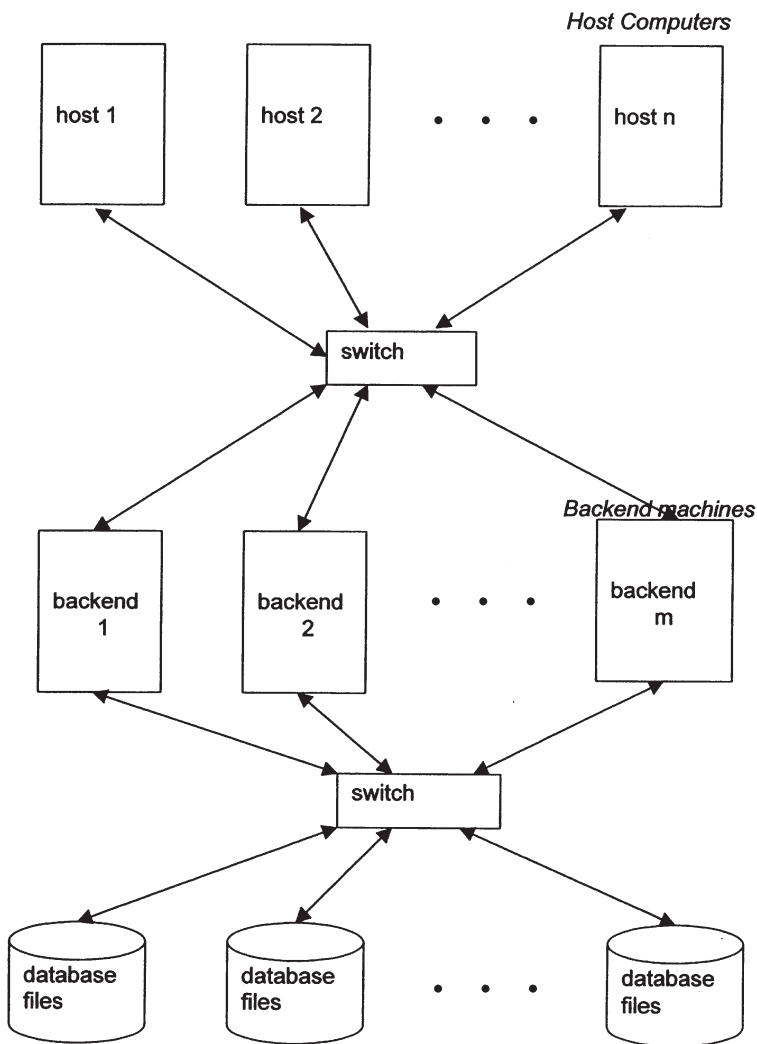 Host Computers
host 1
host 2
host n
switch
Backend machines
backend
1
backend
2
backend
m
switch
database
files
database
files
database
files